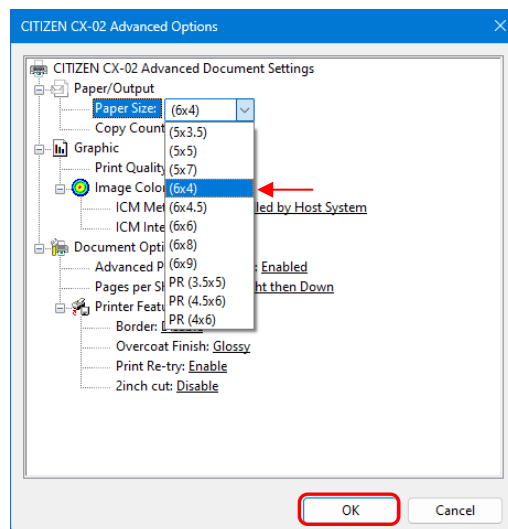 CITIZEN CX-02 Advanced Options
CITIZEN CX-02 Advanced Document Settings
Paper/Output
Paper Size: (6x4)
Copy Count
(5x3.5)
Graphic
(5x5)
Print Quality
(5x7)
Image Color
(6x4)
ICM Met
(6x4.5)
led by Host System
ICM Inte
(6x6)
Document Opti
(6x8)
Advanced P
(6x9)
: Enabled
Pages per Sh
PR (3.5x5)
ht then Down
Printer Featu
PR (4.5x6)
Border:
PR (4x6)
Overcoat Finish: Glossy
Print Re-try: Enable
2inch cut: Disable
OK
Cancel